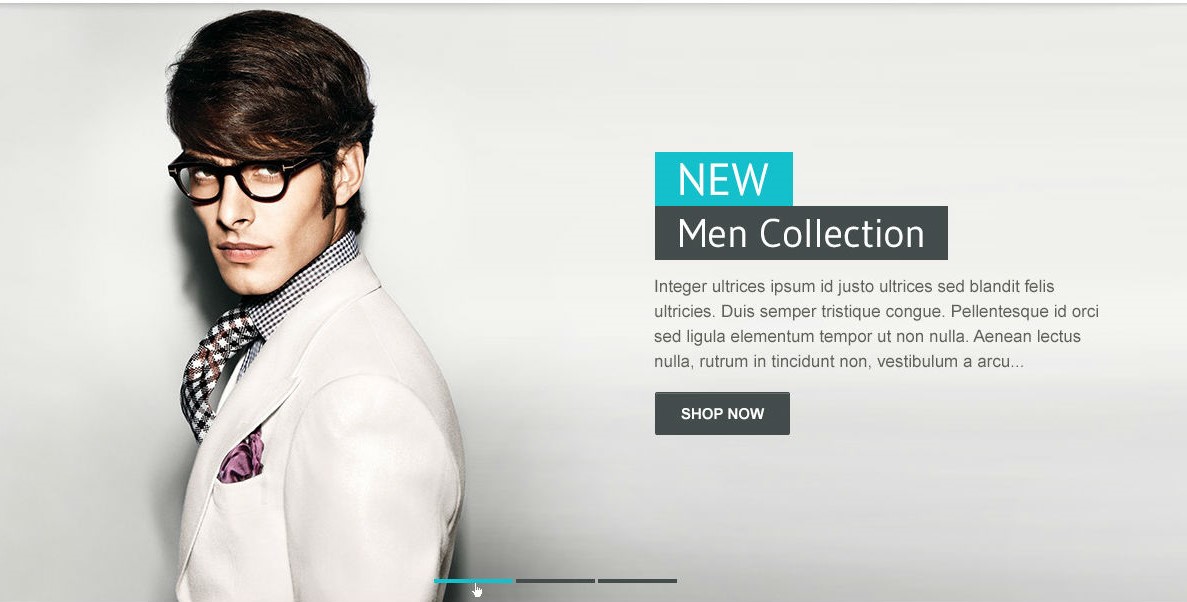 NEW
Men Collection
Integer ultrices ipsum id justo ultrices sed blandit felis
ultricies. Duis semper tristique congue. Pellentesque id orci
sed ligula elementum tempor ut non nulla. Aenean lectus
nulla, rutrum in tincidunt non, vestibulum a arcu...
SHOP NOW